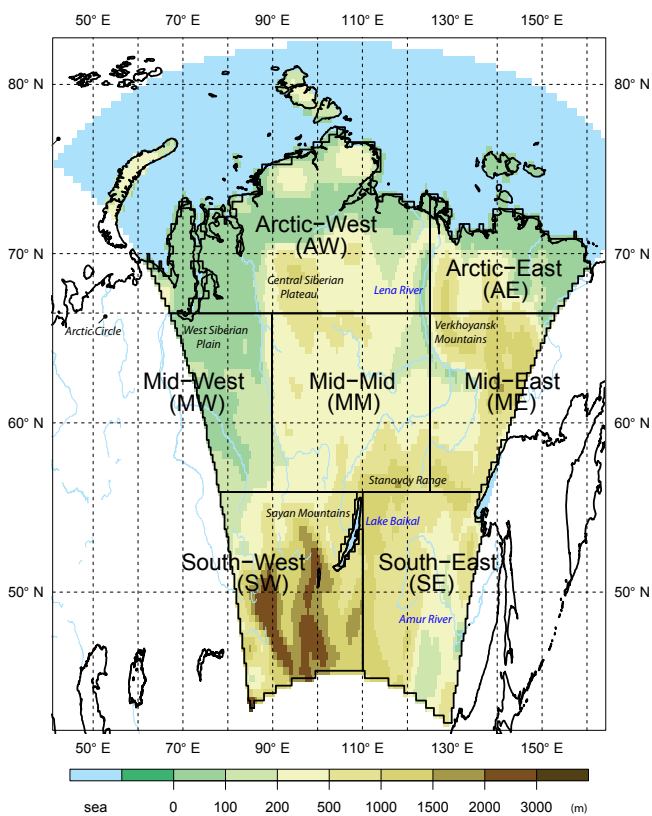 50° E 70° E 90° E 110° E 130° E 150° E
80° N 80° N
70° N 70° N
60° N 60° N
50° N 50° N
Arctic−West
(AW)
Arctic−East
(AE)
Central Siberian
Plateau
Lena River
Arctic Circle
West Siberian
Plain
Verkhoyansk
Mountains
Mid−West
(MW)
Mid−Mid
(MM)
Mid−East
(ME)
Stanovoy Range
Sayan Mountains
Lake Baikal
South−West
(SW)
South−East
(SE)
Amur River
50° E 70° E 90° E 110° E 130° E 150° E
sea 0 100 200 500 1000 1500 2000 3000 (m)